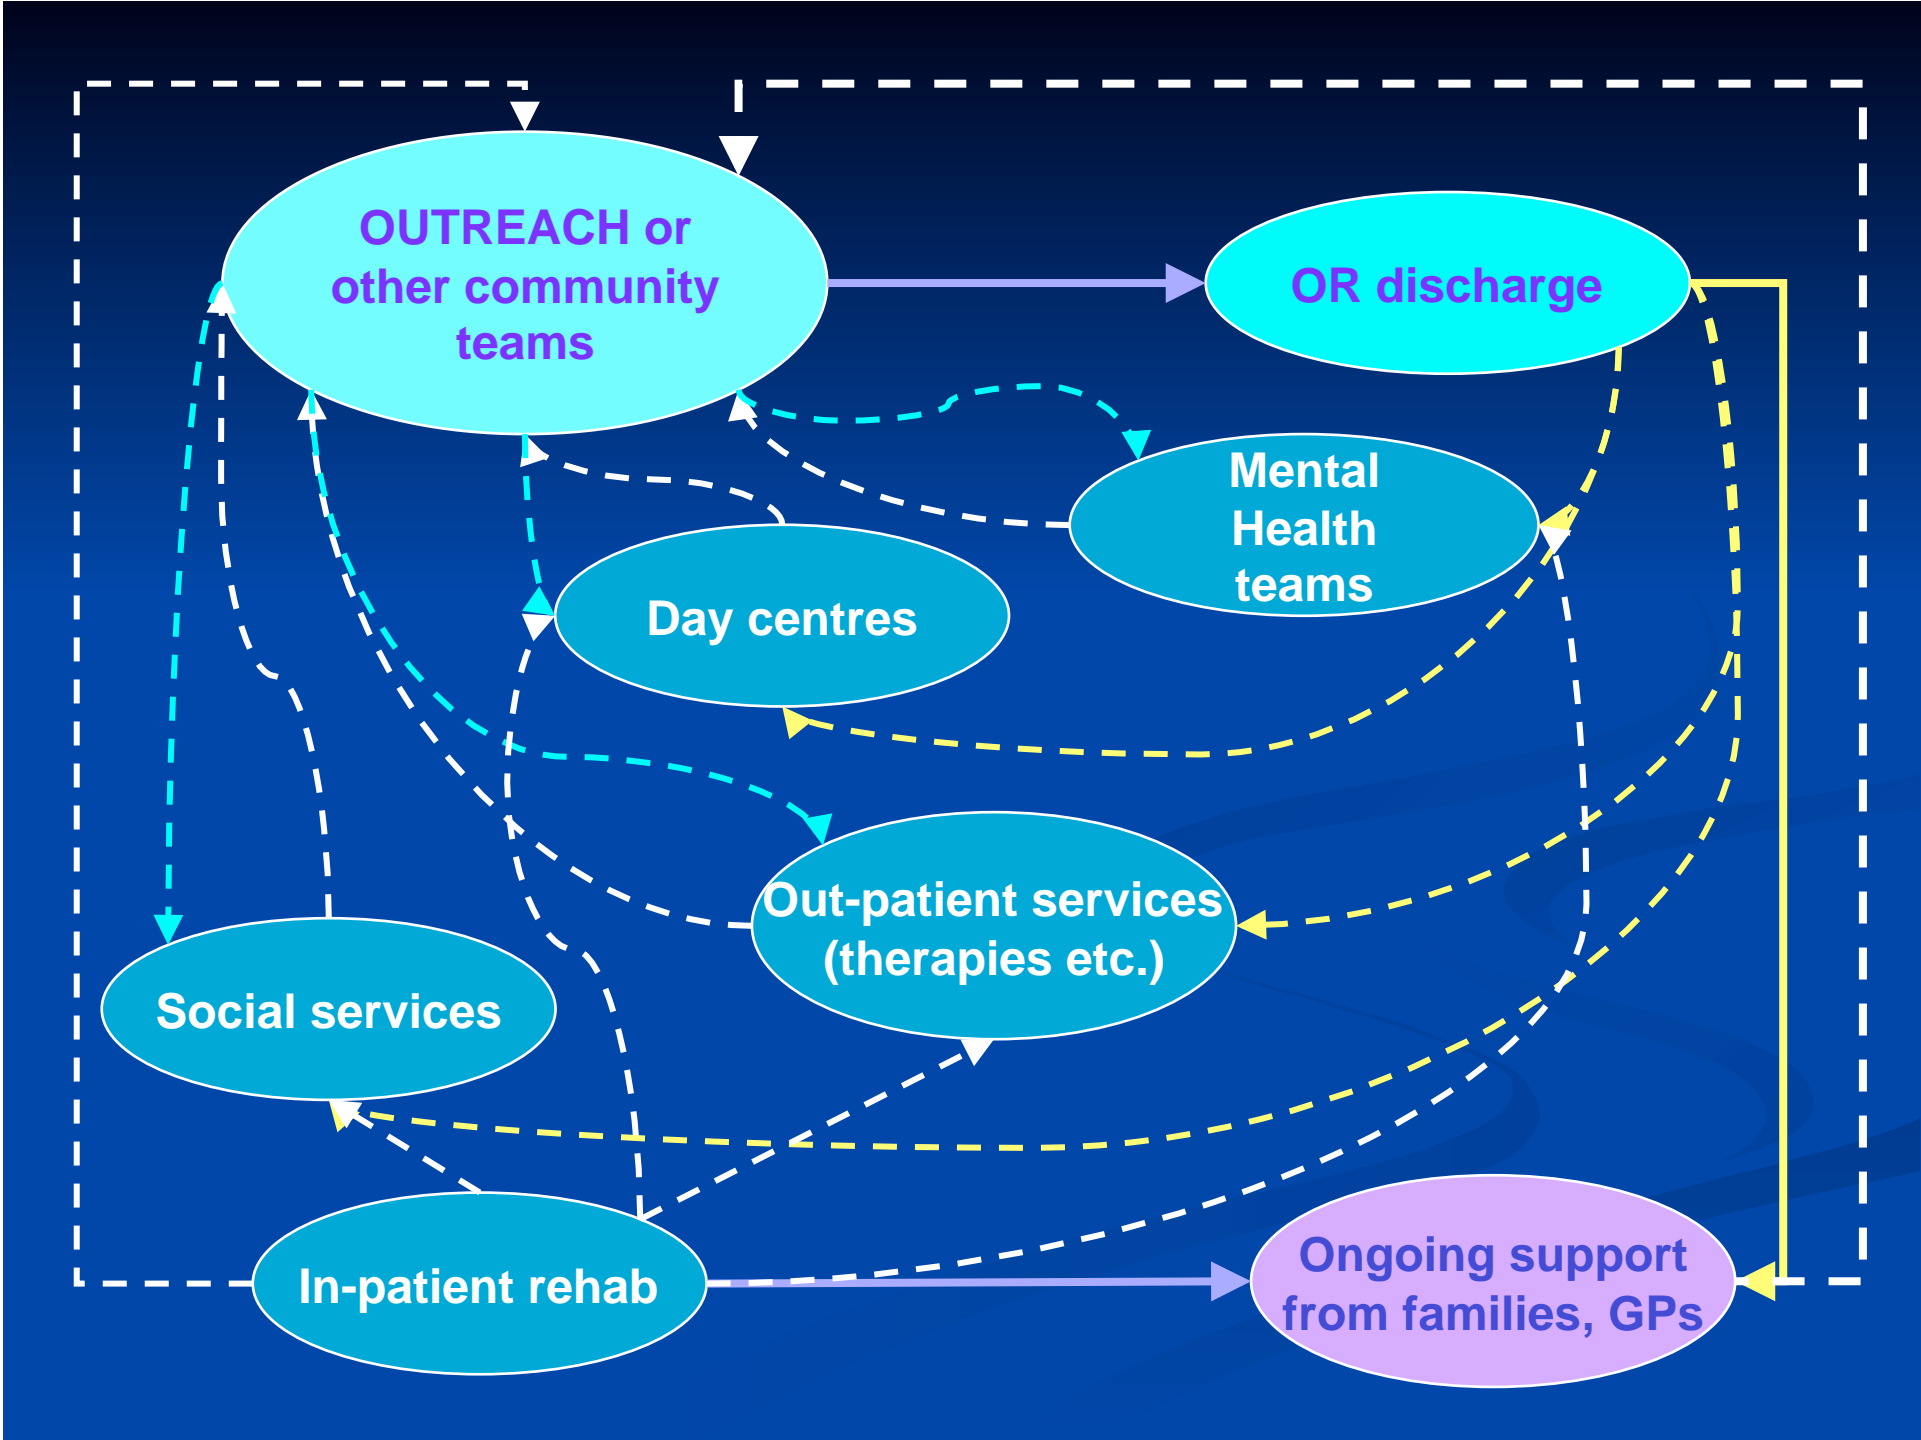 OUTREACH or
other community
teams
OR discharge
Mental
Health
teams
Day centres
Out-patient services
(therapies etc.)
Social services
In-patient rehab
Ongoing support
from families, GPs